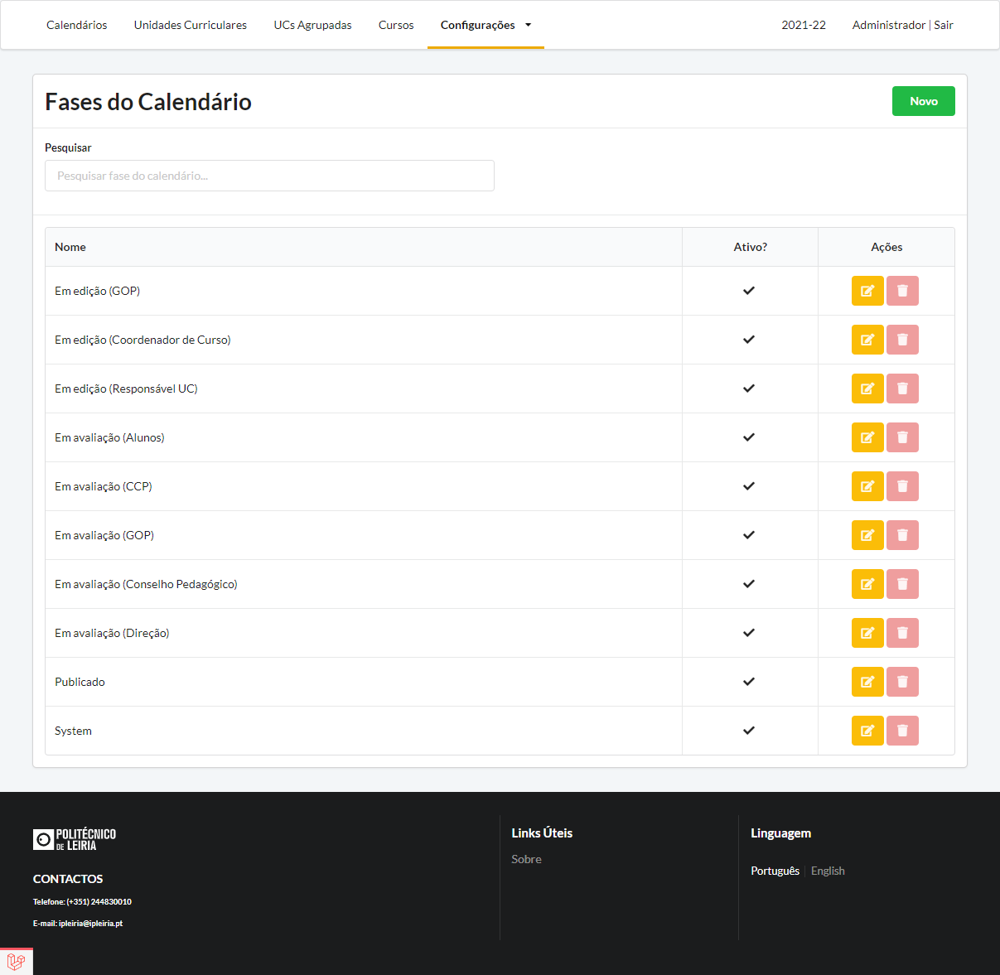 Calendários Unidades Curriculares UCs Agrupadas Cursos Configurações 2021-22 Administrador | Sair
Fases do Calendário Novo
Pesquisar
Pesquisar fase do calendário...
Nome Ativo? Ações
Em edição (GOP)
Em edição (Coordenador de Curso)
Em edição (Responsável UC)
Em avaliação (Alunos)
Em avaliação (CCP)
Em avaliação (GOP)
Em avaliação (Conselho Pedagógico)
Em avaliação (Direção)
Publicado
System
POLITÉCNICO
DE LEIRIA
CONTACTOS
Telefone: (+351) 244830010
E-mail: ipleiria@ipleiria.pt
Links Úteis
Sobre
Linguagem
Português | English